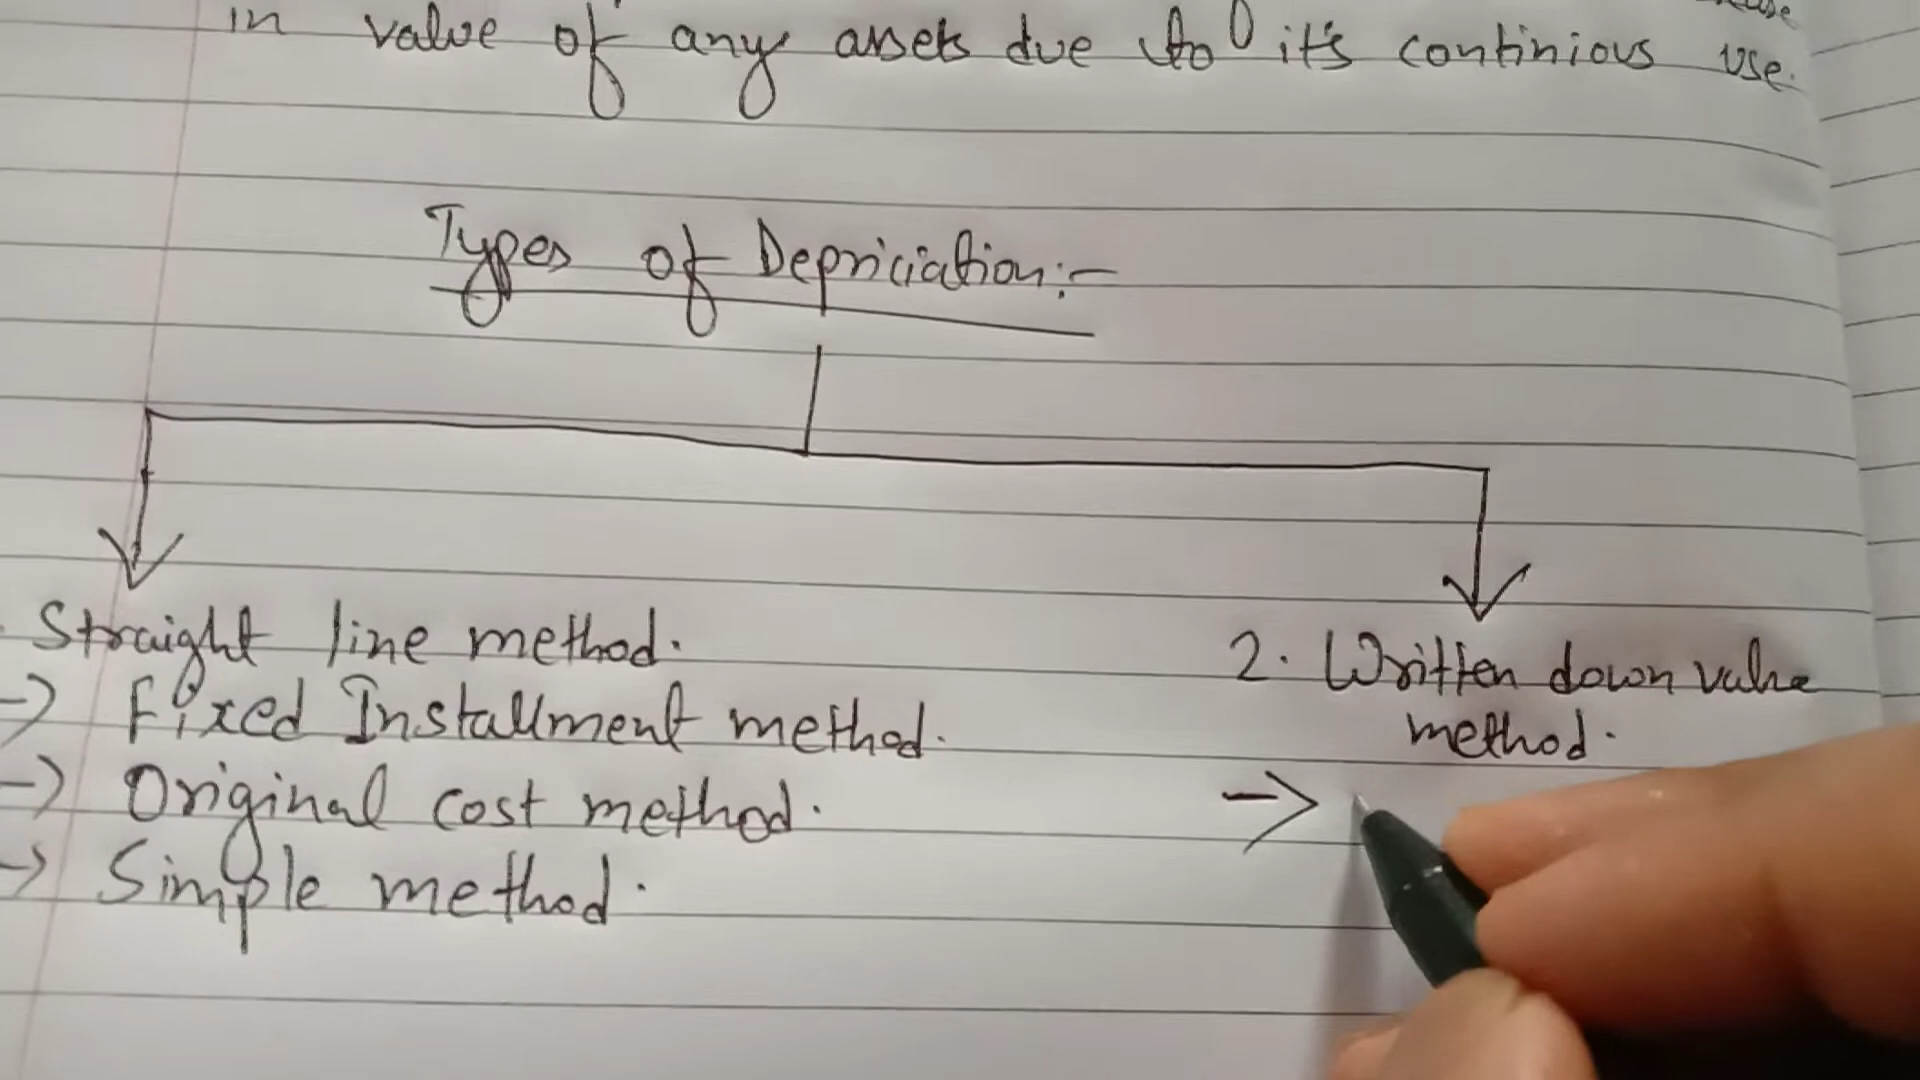 in value of any assets due to it's continious use.
Types of Depriciation:-
Straight line method.
-> Fixed Installment method.
-> Original cost method.
-> Simple method.
2. Written down value
method.
->